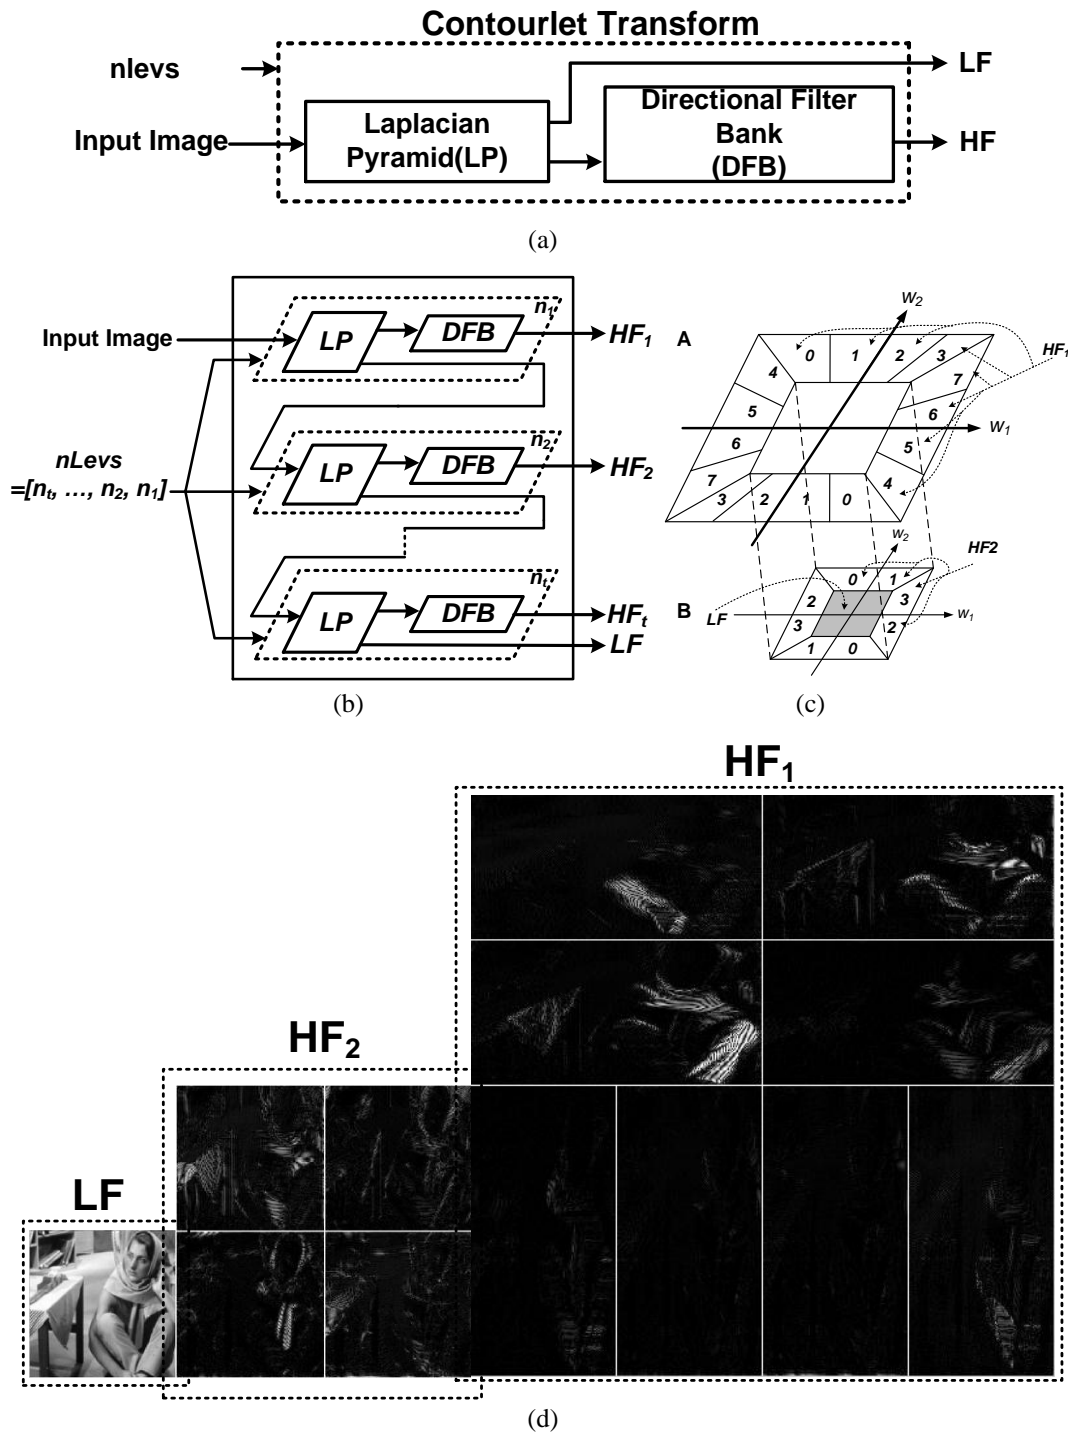 Contourlet Transform
nlevs
LF
Input Image
Laplacian
Pyramid(LP)
Directional Filter
Bank
(DFB)
HF
(a)
n1
Input Image
LP
DFB
HF1
n2
nLevs
=[nt, ..., n2, n1]
LP
DFB
HF2
nt
LP
DFB
HFt
LF
(b)
w2
A
0
1
2
3
HF1
4
7
5
6
w1
6
5
7
3
2
1
0
4
w2
HF2
0
1
2
3
B
LF
w1
3
2
1
0
(c)
HF1
HF2
LF
(d)